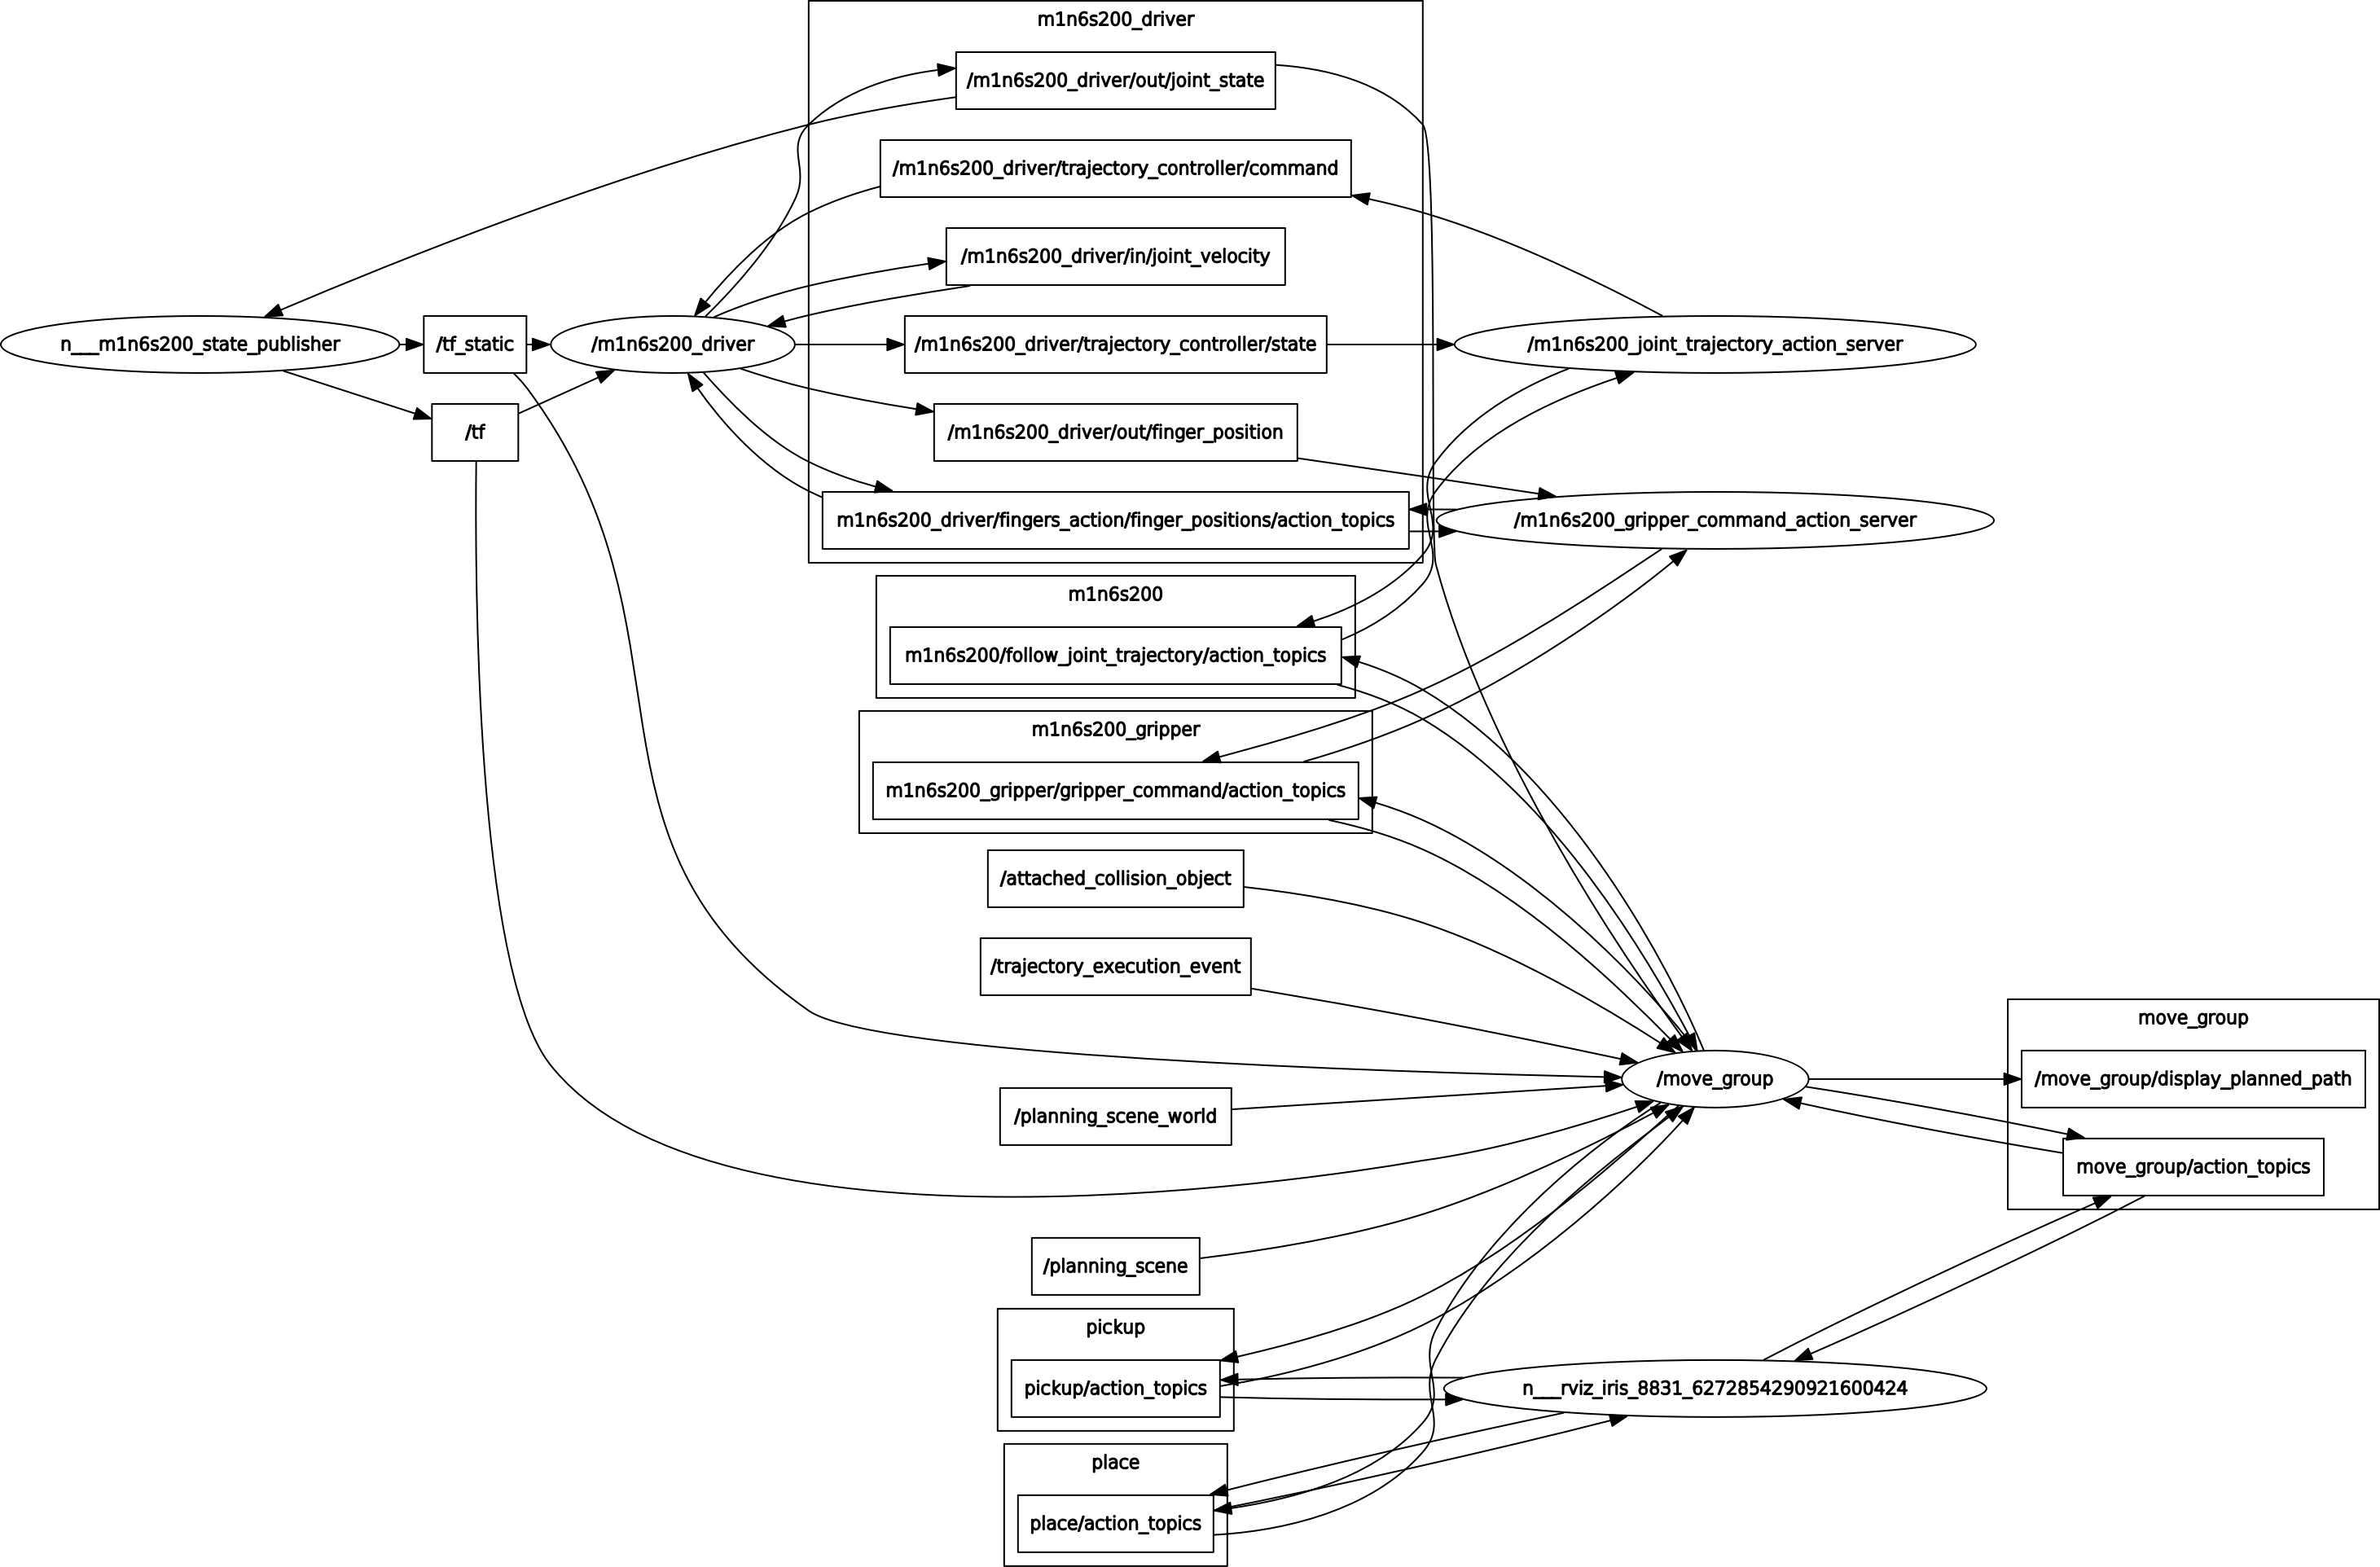 m1n6s200_driver
/m1n6s200_driver/out/joint_state
/m1n6s200_driver/trajectory_controller/command
/m1n6s200_driver/in/joint_velocity
n___m1n6s200_state_publisher
/tf_static
/m1n6s200_driver
/m1n6s200_driver/trajectory_controller/state
/m1n6s200_joint_trajectory_action_server
/tf
/m1n6s200_driver/out/finger_position
m1n6s200_driver/fingers_action/finger_positions/action_topics
/m1n6s200_gripper_command_action_server
m1n6s200
m1n6s200/follow_joint_trajectory/action_topics
m1n6s200_gripper
m1n6s200_gripper/gripper_command/action_topics
/attached_collision_object
/trajectory_execution_event
move_group
/move_group
/move_group/display_planned_path
/planning_scene_world
move_group/action_topics
/planning_scene
pickup
pickup/action_topics
n___rviz_iris_8831_6272854290921600424
place
place/action_topics